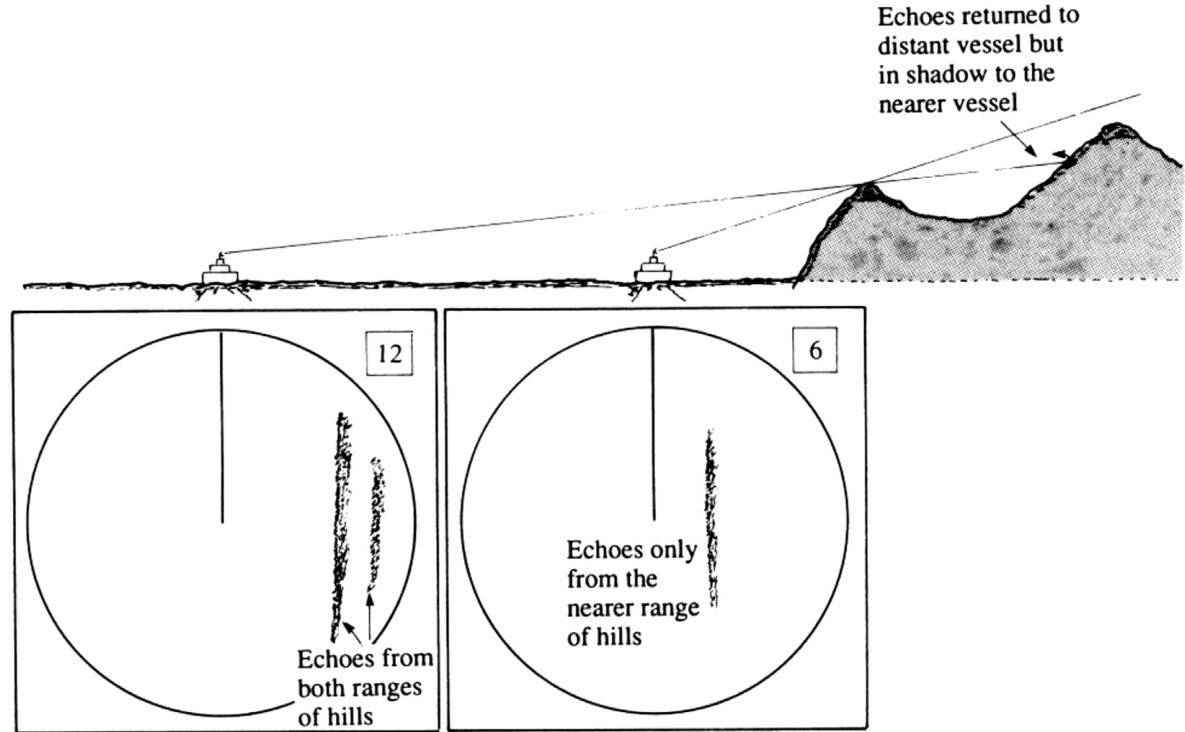 Echoes returned to
distant vessel but
in shadow to the
nearer vessel
12
6
Echoes only
from the
nearer range
of hills
Echoes from
both ranges
of hills